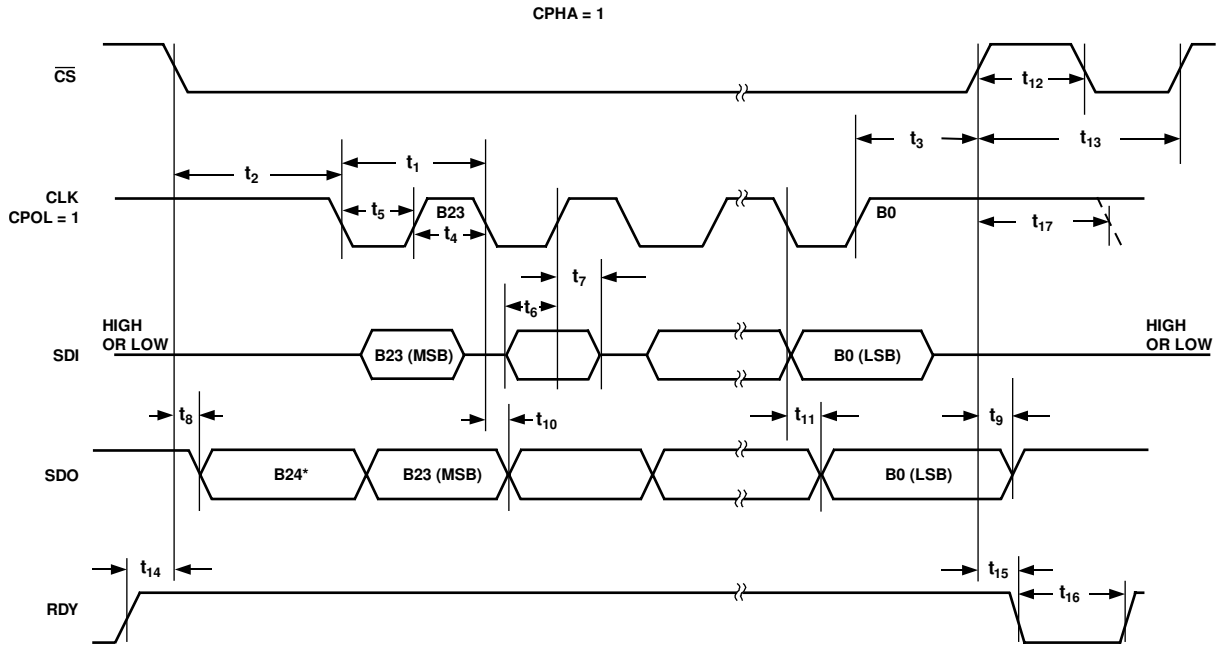 CPHA = 1
CS
t12
t3
t13
t1
t2
CLK
CPOL = 1
t5
B23
t4
B0
t17
t7
t6
HIGH
OR LOW
SDI
B23 (MSB)
B0 (LSB)
HIGH
OR LOW
t8
t10
t11
t9
SDO
B24*
B23 (MSB)
B0 (LSB)
t14
t15
t16
RDY